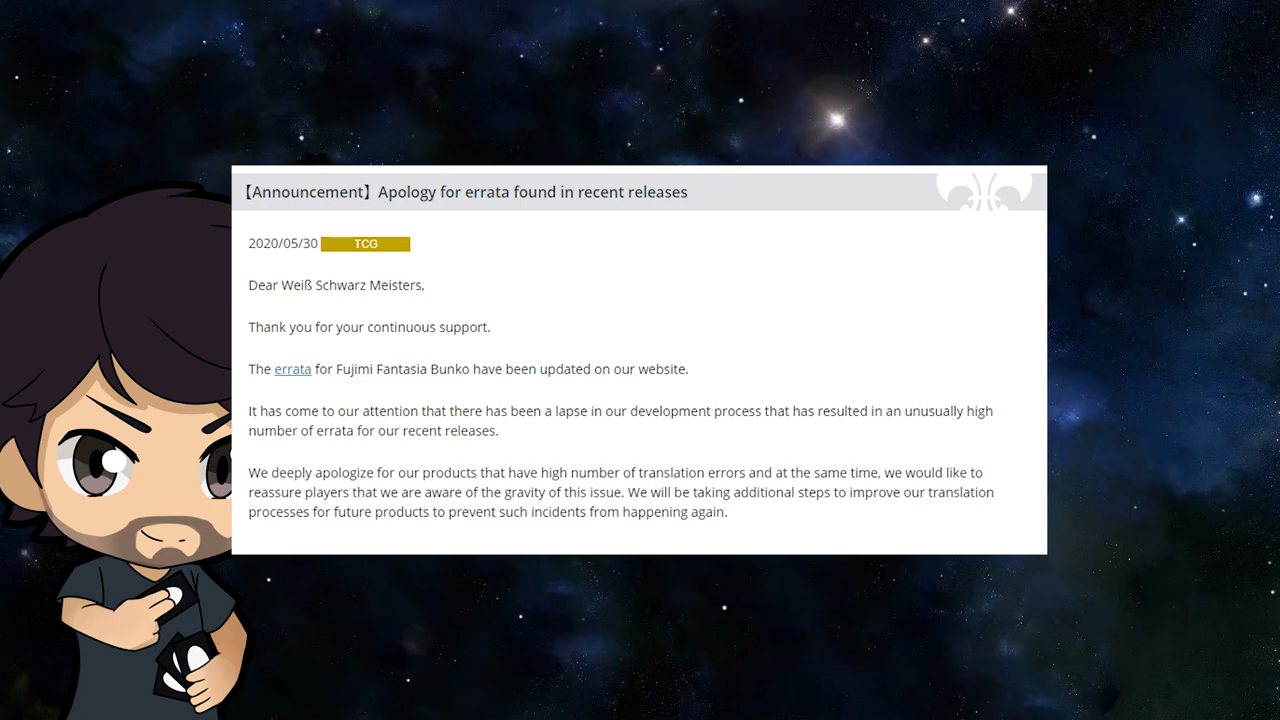 【Announcement】Apology for errata found in recent releases
2020/05/30 TCG
Dear Weiß Schwarz Meisters,
Thank you for your continuous support.
The errata for Fujimi Fantasia Bunko have been updated on our website.
It has come to our attention that there has been a lapse in our development process that has resulted in an unusually high
number of errata for our recent releases.
We deeply apologize for our products that have high number of translation errors and at the same time, we would like to
reassure players that we are aware of the gravity of this issue. We will be taking additional steps to improve our translation
processes for future products to prevent such incidents from happening again.